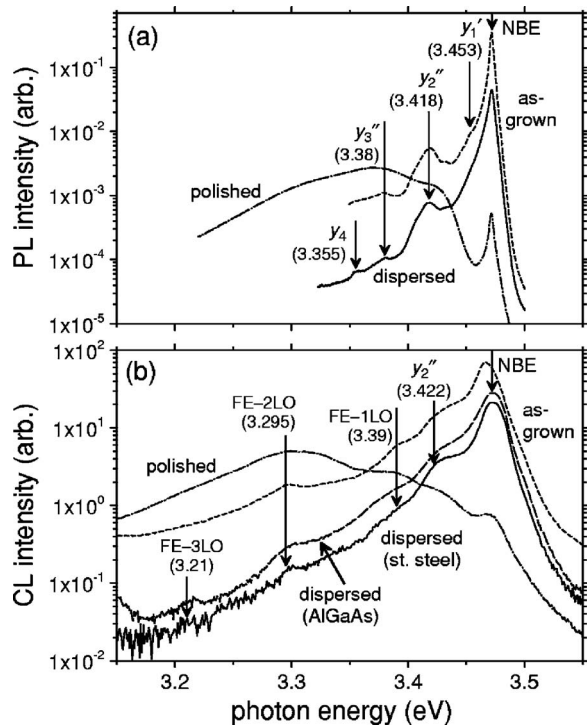 (a)
y₁′
(3.453)
NBE
y₂″
(3.418)
as-
grown
y₃″
(3.38)
polished
y₄
(3.355)
dispersed
PL intensity (arb.)
1x10⁻¹
1x10⁻²
1x10⁻³
1x10⁻⁴
1x10⁻⁵
(b)
NBE
y₂″
(3.422)
FE–2LO
(3.295)
FE–1LO
(3.39)
as-
grown
polished
FE–3LO
(3.21)
dispersed
(st. steel)
dispersed
(AlGaAs)
CL intensity (arb.)
1x10²
1x10¹
1x10⁰
1x10⁻¹
1x10⁻²
3.2
3.3
3.4
3.5
photon energy (eV)